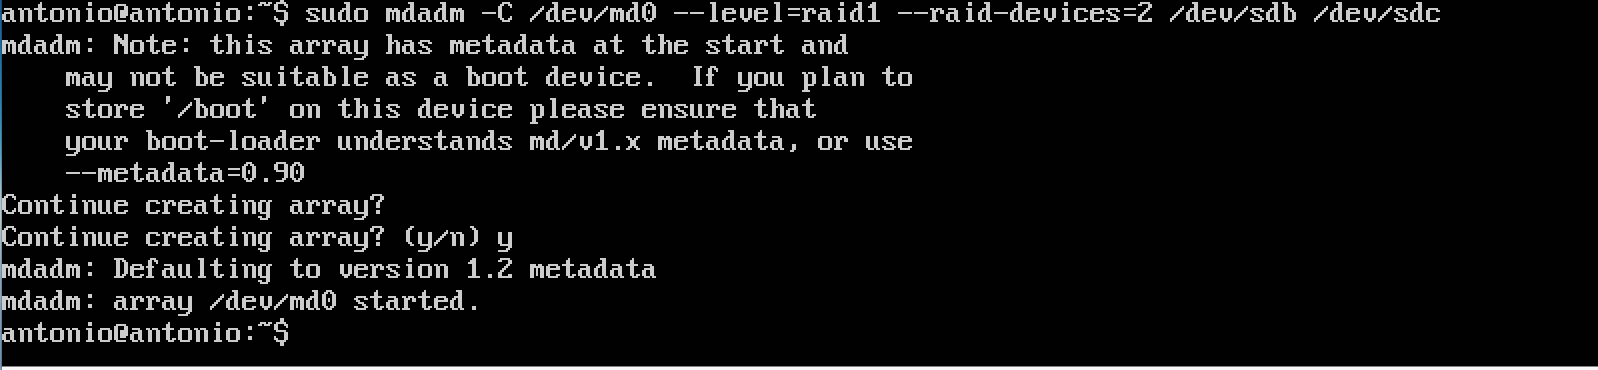 antonio@antonio:~$ sudo mdadm -C /dev/md0 --level=raid1 --raid-devices=2 /dev/sdb /dev/sdc
mdadm: Note: this array has metadata at the start and
    may not be suitable as a boot device.  If you plan to
    store '/boot' on this device please ensure that
    your boot-loader understands md/v1.x metadata, or use
    --metadata=0.90
Continue creating array?
Continue creating array? (y/n) y
mdadm: Defaulting to version 1.2 metadata
mdadm: array /dev/md0 started.
antonio@antonio:~$